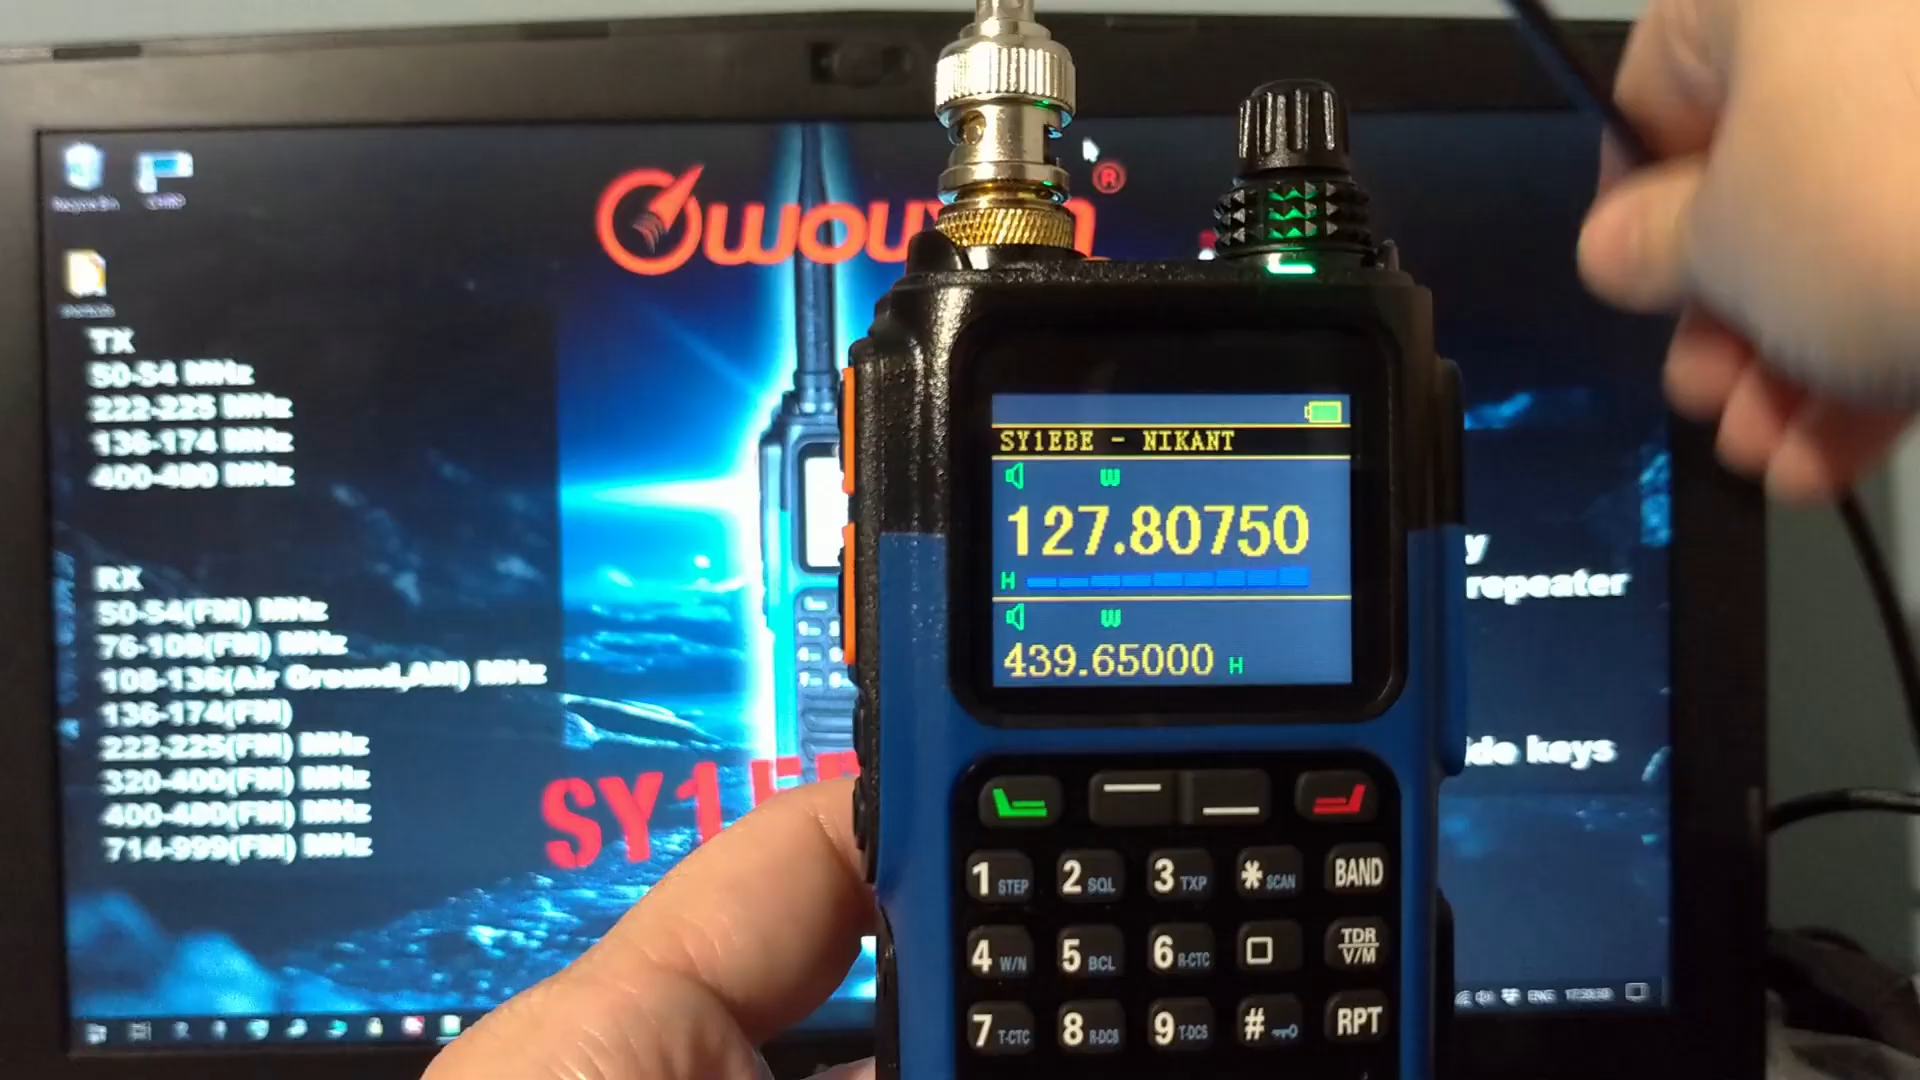 ®
TX
50-54 MHz
222-225 MHz
136-174 MHz
400-480 MHz
RX
50-54(FM) MHz
76-108(FM) MHz
108-136(Air Ground,AM) MHz
136-174(FM)
222-225(FM) MHz
320-400(FM) MHz
400-480(FM) MHz
714-999(FM) MHz
repeater
keys
ENG
SY1EBE - NIKANT
W
127.80750
H
W
439.65000 H
1 STEP 2 SQL 3 TXP * SCAN BAND
4 W/N 5 BCL 6 R-CTC TDR V/M
7 T-CTC 8 R-DCS 9 T-DCS # RPT